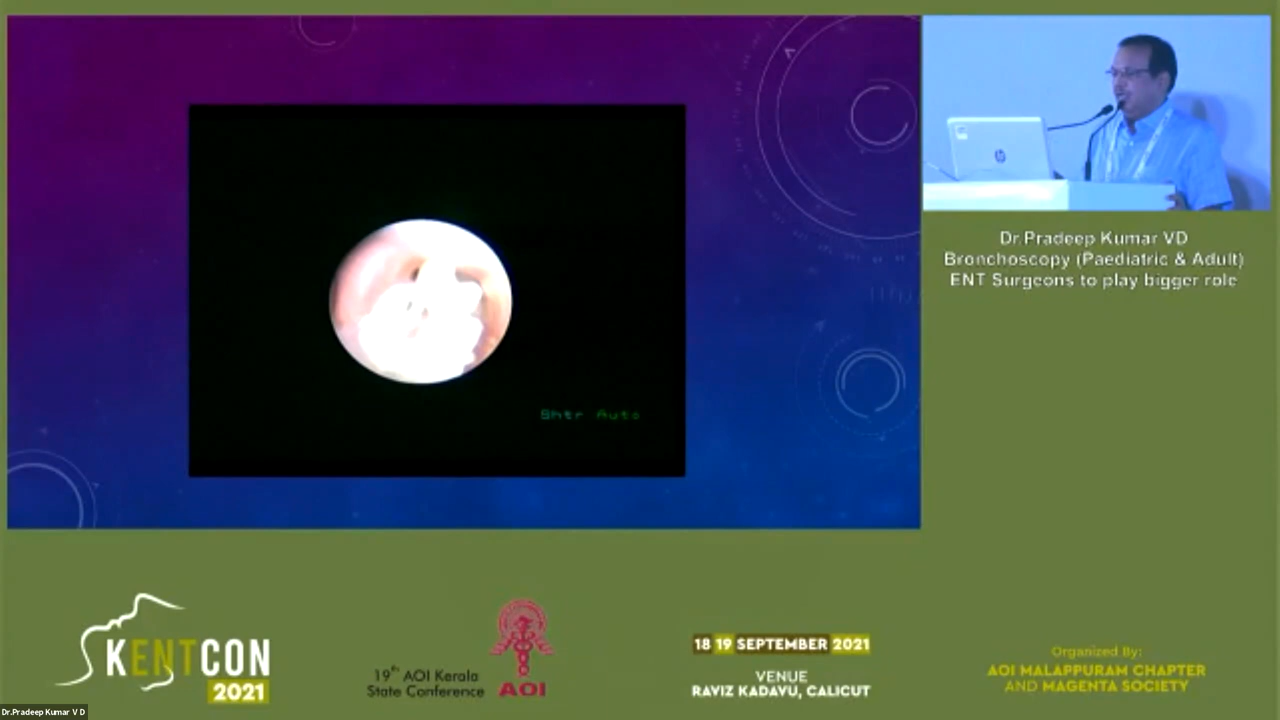 Shtr Auto
Dr.Pradeep Kumar VD
Bronchoscopy (Paediatric & Adult)
ENT Surgeons to play bigger role
hp
KENTCON
2021
19th AOI Kerala
State Conference
AOI
18 19 SEPTEMBER 2021
VENUE
RAVIZ KADAVU, CALICUT
Organized By:
AOI MALAPPURAM CHAPTER
AND MAGENTA SOCIETY
Dr.Pradeep Kumar V D